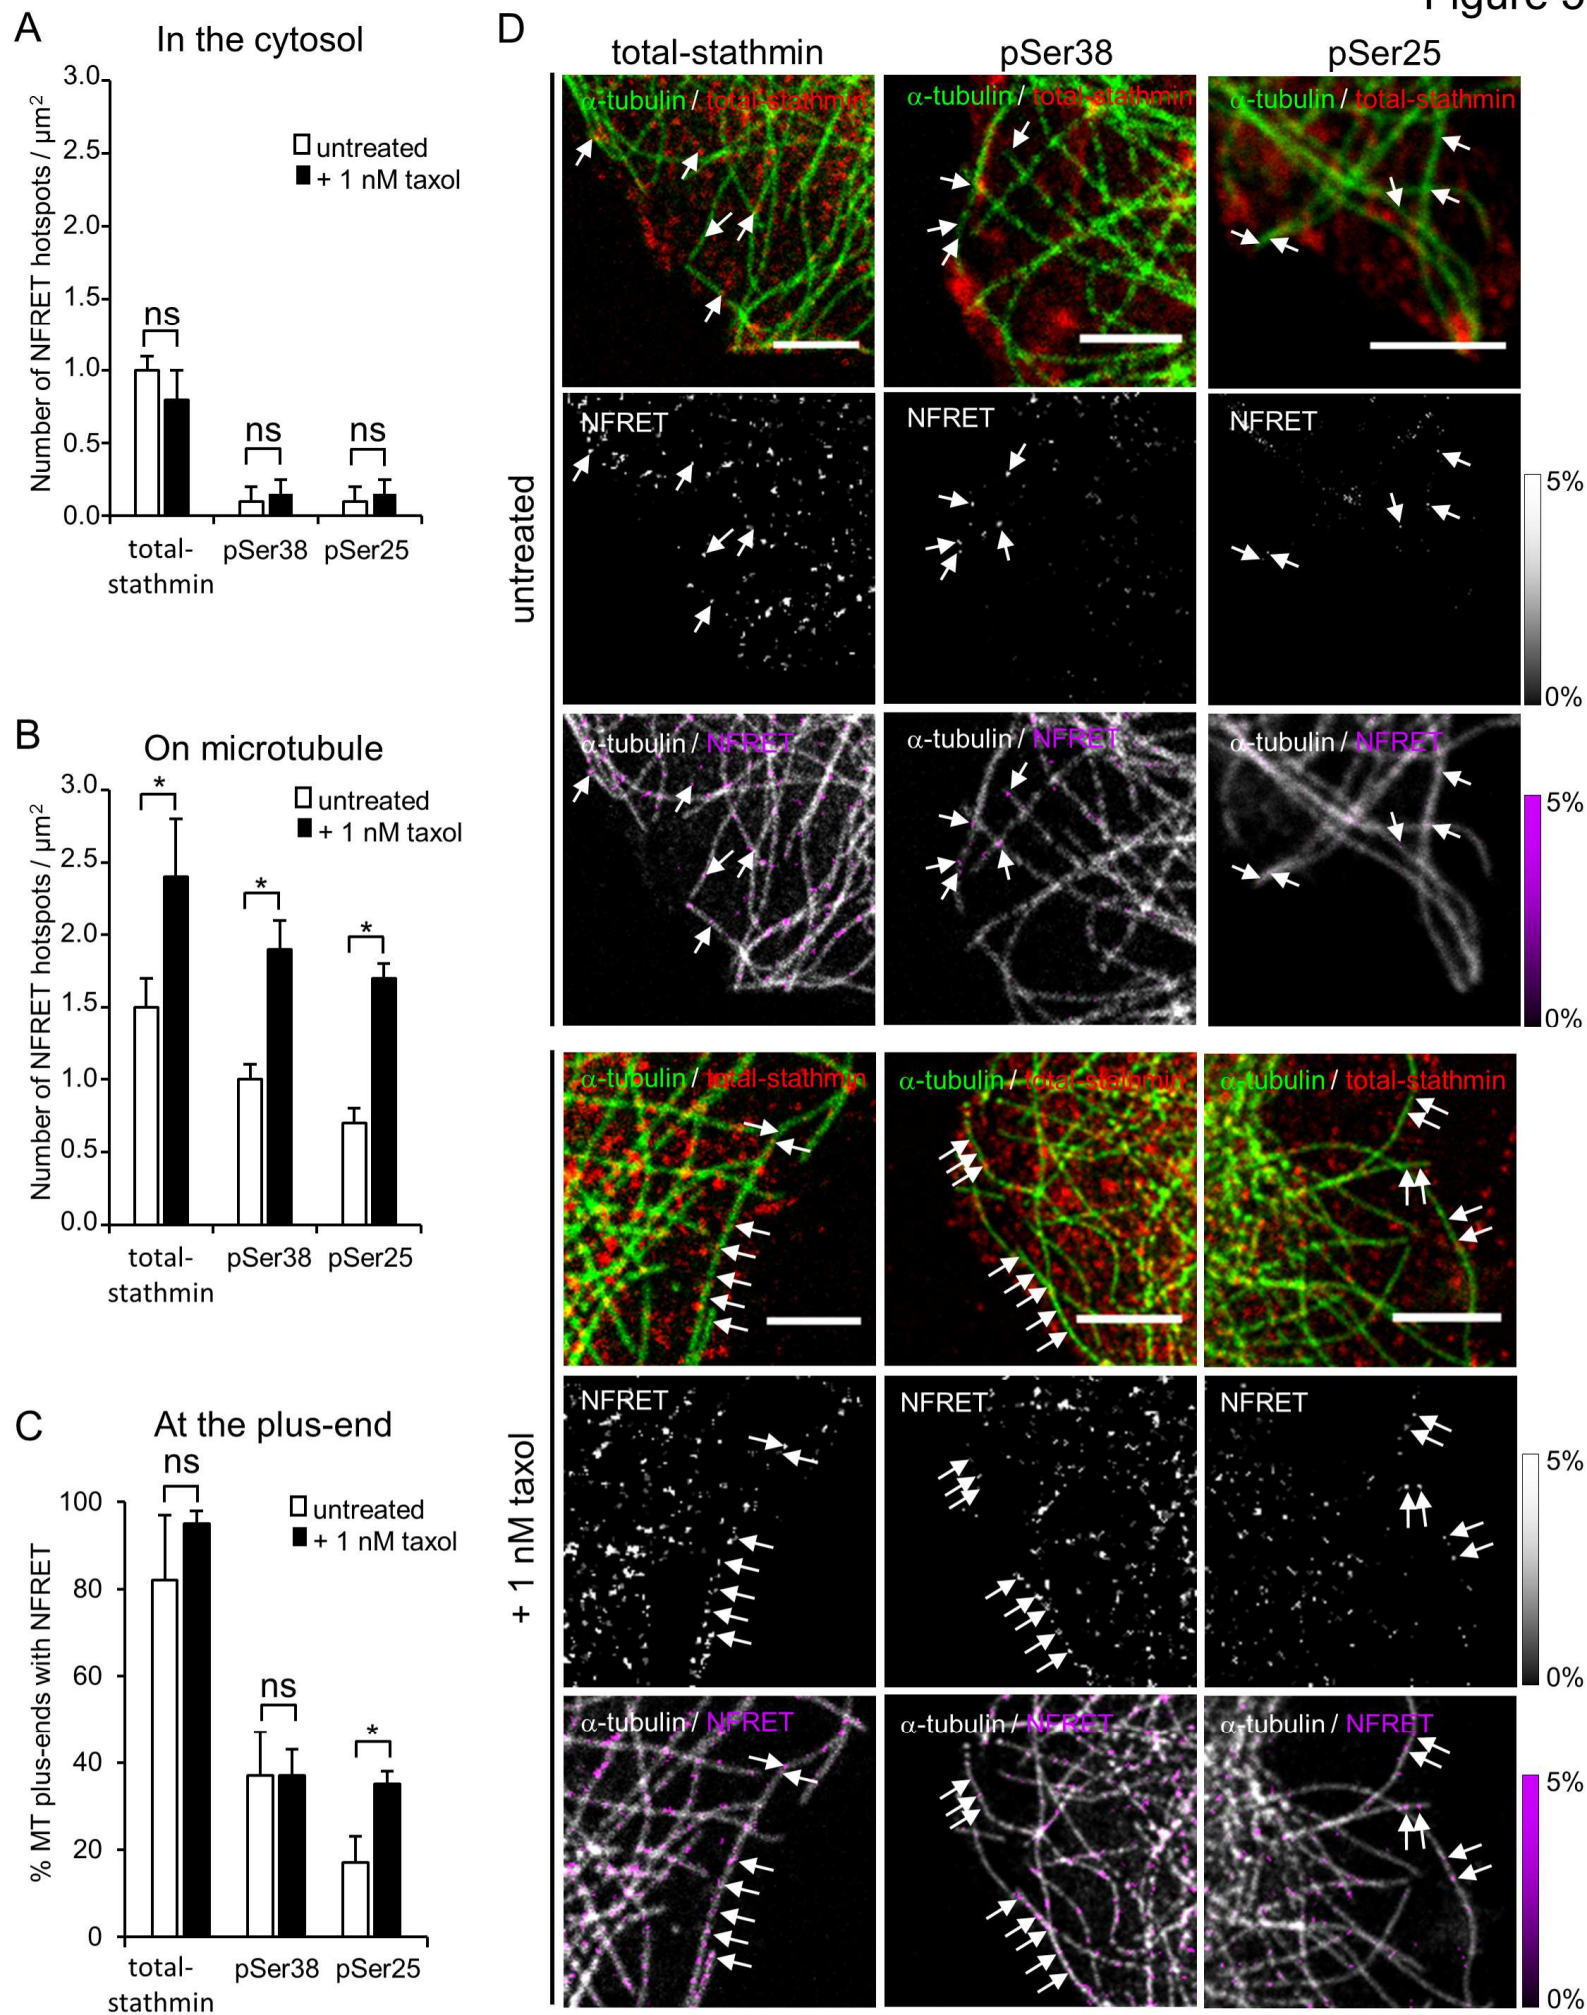 Figure 5
A
In the cytosol
Number of NFRET hotspots / µm2
3.0
2.5
2.0
1.5
1.0
0.5
0.0
untreated
+ 1 nM taxol
ns
ns
ns
total-
stathmin
pSer38
pSer25
B
On microtubule
Number of NFRET hotspots / µm2
3.0
2.5
2.0
1.5
1.0
0.5
0.0
untreated
+ 1 nM taxol
*
*
*
total-
stathmin
pSer38
pSer25
C
At the plus-end
% MT plus-ends with NFRET
100
80
60
40
20
0
untreated
+ 1 nM taxol
ns
ns
*
total-
stathmin
pSer38
pSer25
D
total-stathmin
pSer38
pSer25
untreated
α-tubulin / total-stathmin
α-tubulin / total-stathmin
α-tubulin / total-stathmin
NFRET
NFRET
NFRET
5%
0%
α-tubulin / NFRET
α-tubulin / NFRET
α-tubulin / NFRET
5%
0%
+ 1 nM taxol
α-tubulin / total-stathmin
α-tubulin / total-stathmin
α-tubulin / total-stathmin
NFRET
NFRET
NFRET
5%
0%
α-tubulin / NFRET
α-tubulin / NFRET
α-tubulin / NFRET
5%
0%